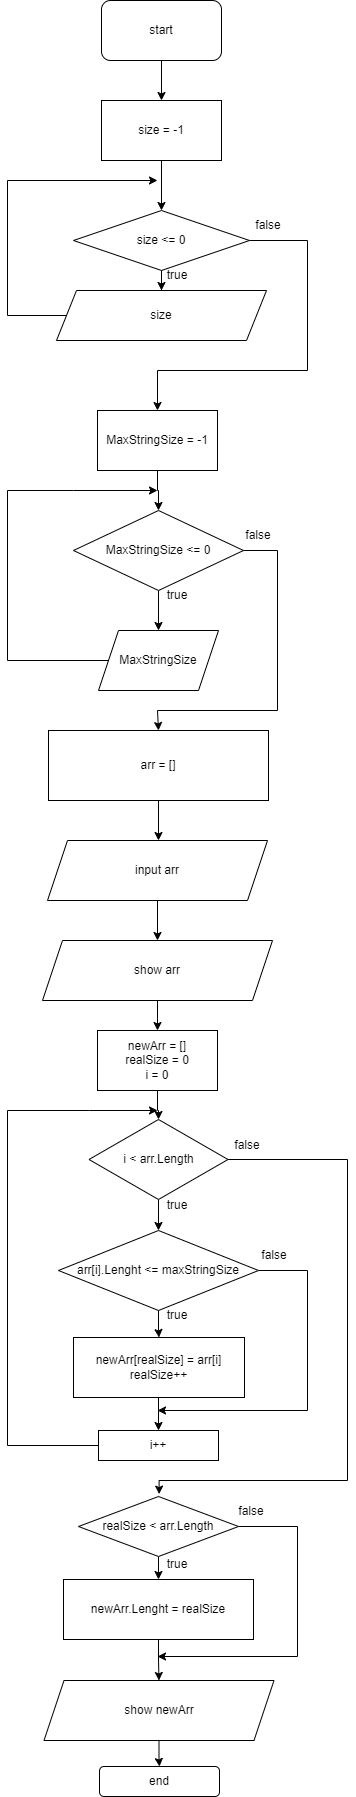 start
size = -1
size <= 0
false
true
size
MaxStringSize = -1
MaxStringSize <= 0
false
true
MaxStringSize
arr = []
input arr
show arr
newArr = []
realSize = 0
i = 0
i < arr.Length
false
true
arr[i].Lenght <= maxStringSize
false
true
newArr[realSize] = arr[i]
realSize++
i++
realSize < arr.Length
false
true
newArr.Lenght = realSize
show newArr
end